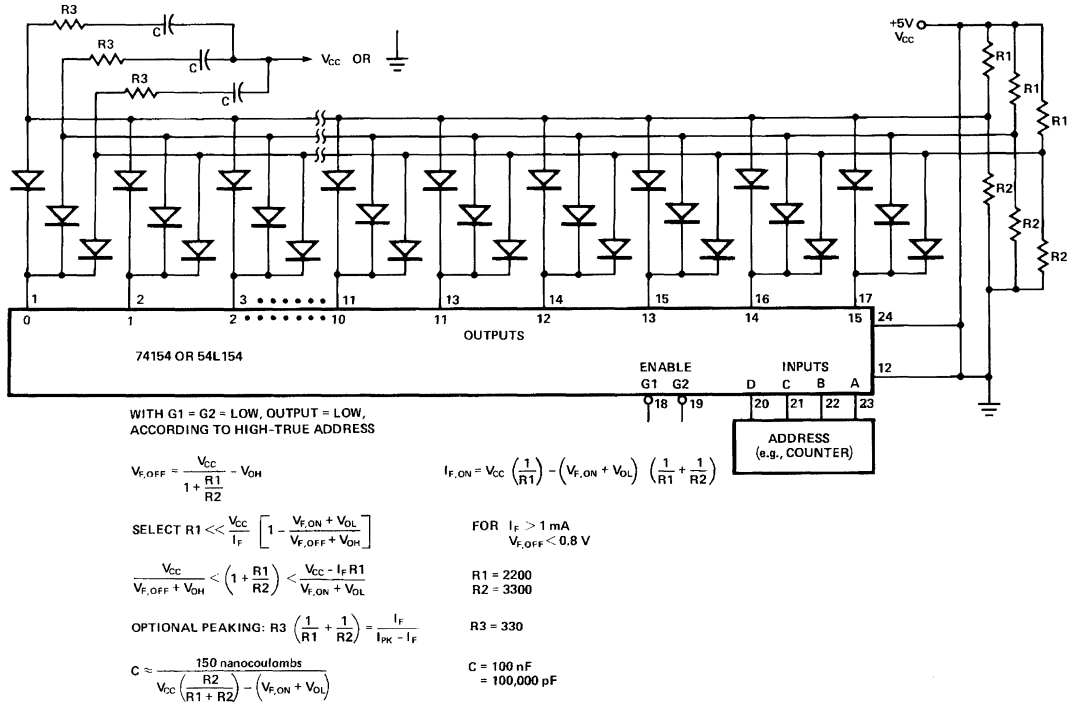 R3
C
R3
C
R3
C
VCC OR
+5V
VCC
R1
R1
R1
R2
R2
R2
1 2 3 11 13 14 15 16 17
0 1 2 10 11 12 13 14 15
24
12
OUTPUTS
74154 OR 54L154
ENABLE
G1 G2
INPUTS
D C B A
18 19 20 21 22 23
ADDRESS
(e.g., COUNTER)
WITH G1 = G2 = LOW, OUTPUT = LOW,
ACCORDING TO HIGH-TRUE ADDRESS
VF,OFF = VCC / (1 + R1/R2) – VOH
IF,ON = VCC (1/R1) – (VF,ON + VOL) (1/R1 + 1/R2)
SELECT R1 << VCC/IF [1 – (VF,ON + VOL)/(VF,OFF + VOH)]
FOR IF > 1 mA
VF,OFF < 0.8 V
VCC/(VF,OFF + VOH) < (1 + R1/R2) < (VCC – IF R1)/(VF,ON + VOL)
R1 = 2200
R2 = 3300
OPTIONAL PEAKING: R3 (1/R1 + 1/R2) = IF/(IPK – IF)
R3 = 330
C ≈ 150 nanocoulombs / (VCC (R2/(R1 + R2)) – (VF,ON + VOL))
C = 100 nF
= 100,000 pF